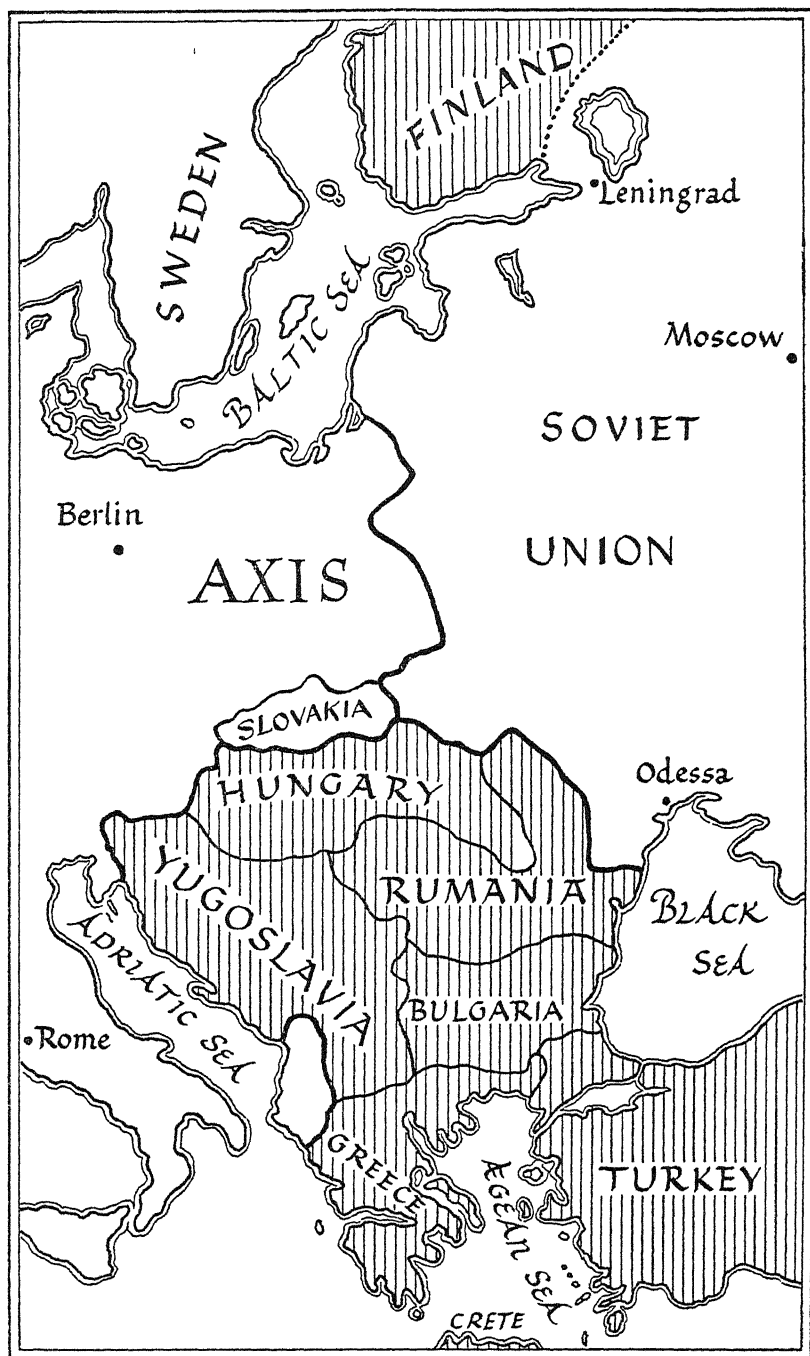 FINLAND
SWEDEN
Leningrad
BALTIC SEA
Moscow
SOVIET
UNION
Berlin
AXIS
SLOVAKIA
HUNGARY
Odessa
YUGOSLAVIA
RUMANIA
BLACK
SEA
ADRIATIC SEA
BULGARIA
Rome
GREECE
ÆGEAN SEA
TURKEY
CRETE